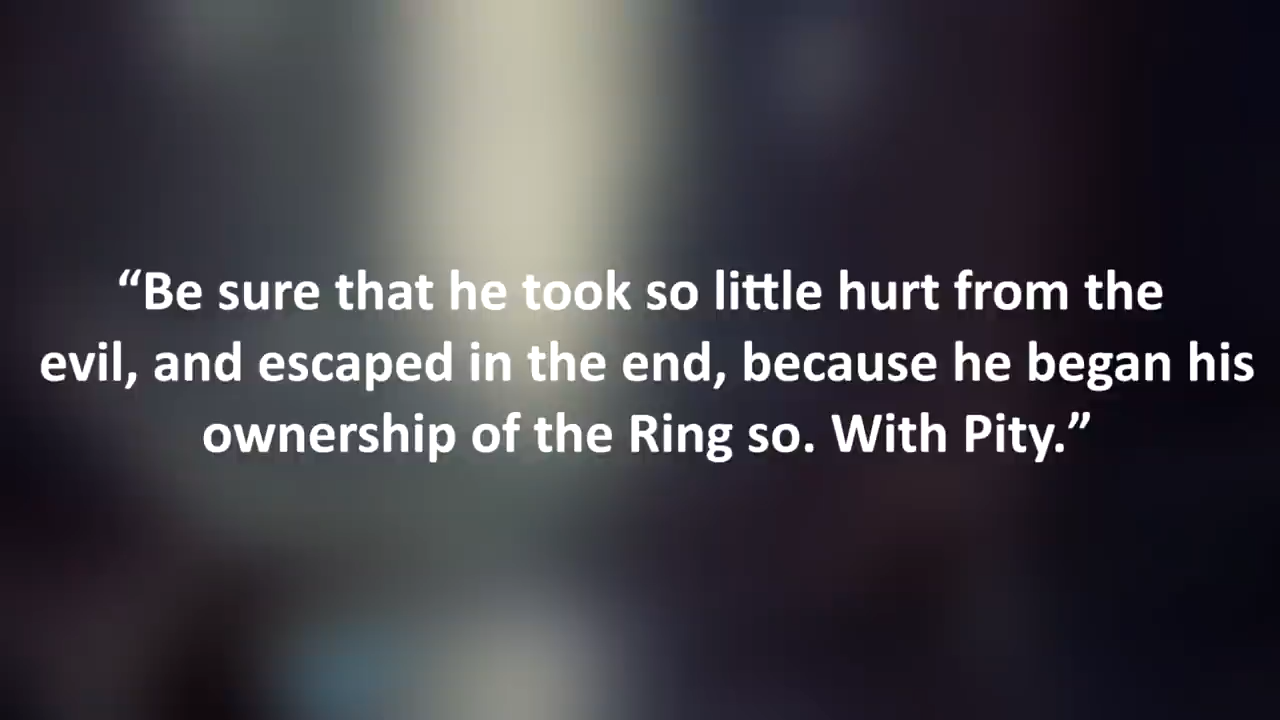 “Be sure that he took so little hurt from the
evil, and escaped in the end, because he began his
ownership of the Ring so. With Pity.”